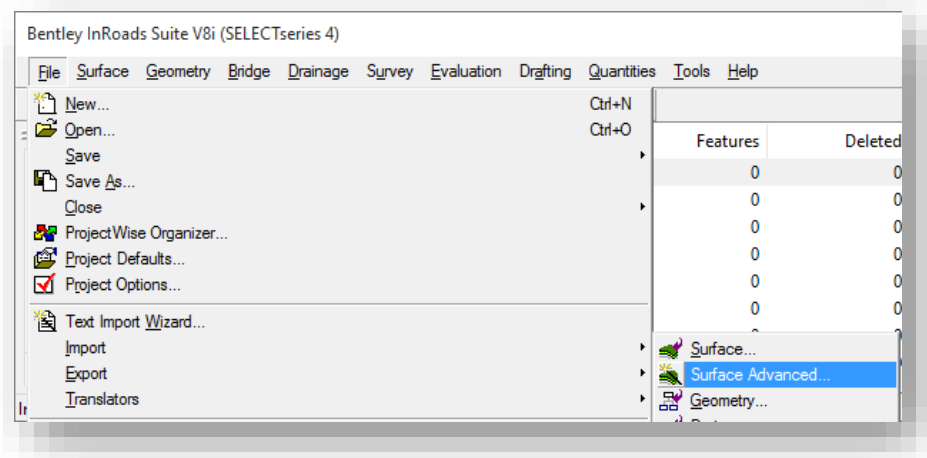 Bentley InRoads Suite V8i (SELECTseries 4)
File Surface Geometry Bridge Drainage Survey Evaluation Drafting Quantities Tools Help
New... Ctrl+N
Open... Ctrl+O
Features Deleted
Save
0 0
Save As...
Close
0 0
ProjectWise Organizer...
0 0
Project Defaults...
0 0
Project Options...
0 0
Text Import Wizard...
0 0
Import
Surface...
Export
Surface Advanced...
Translators
Geometry...